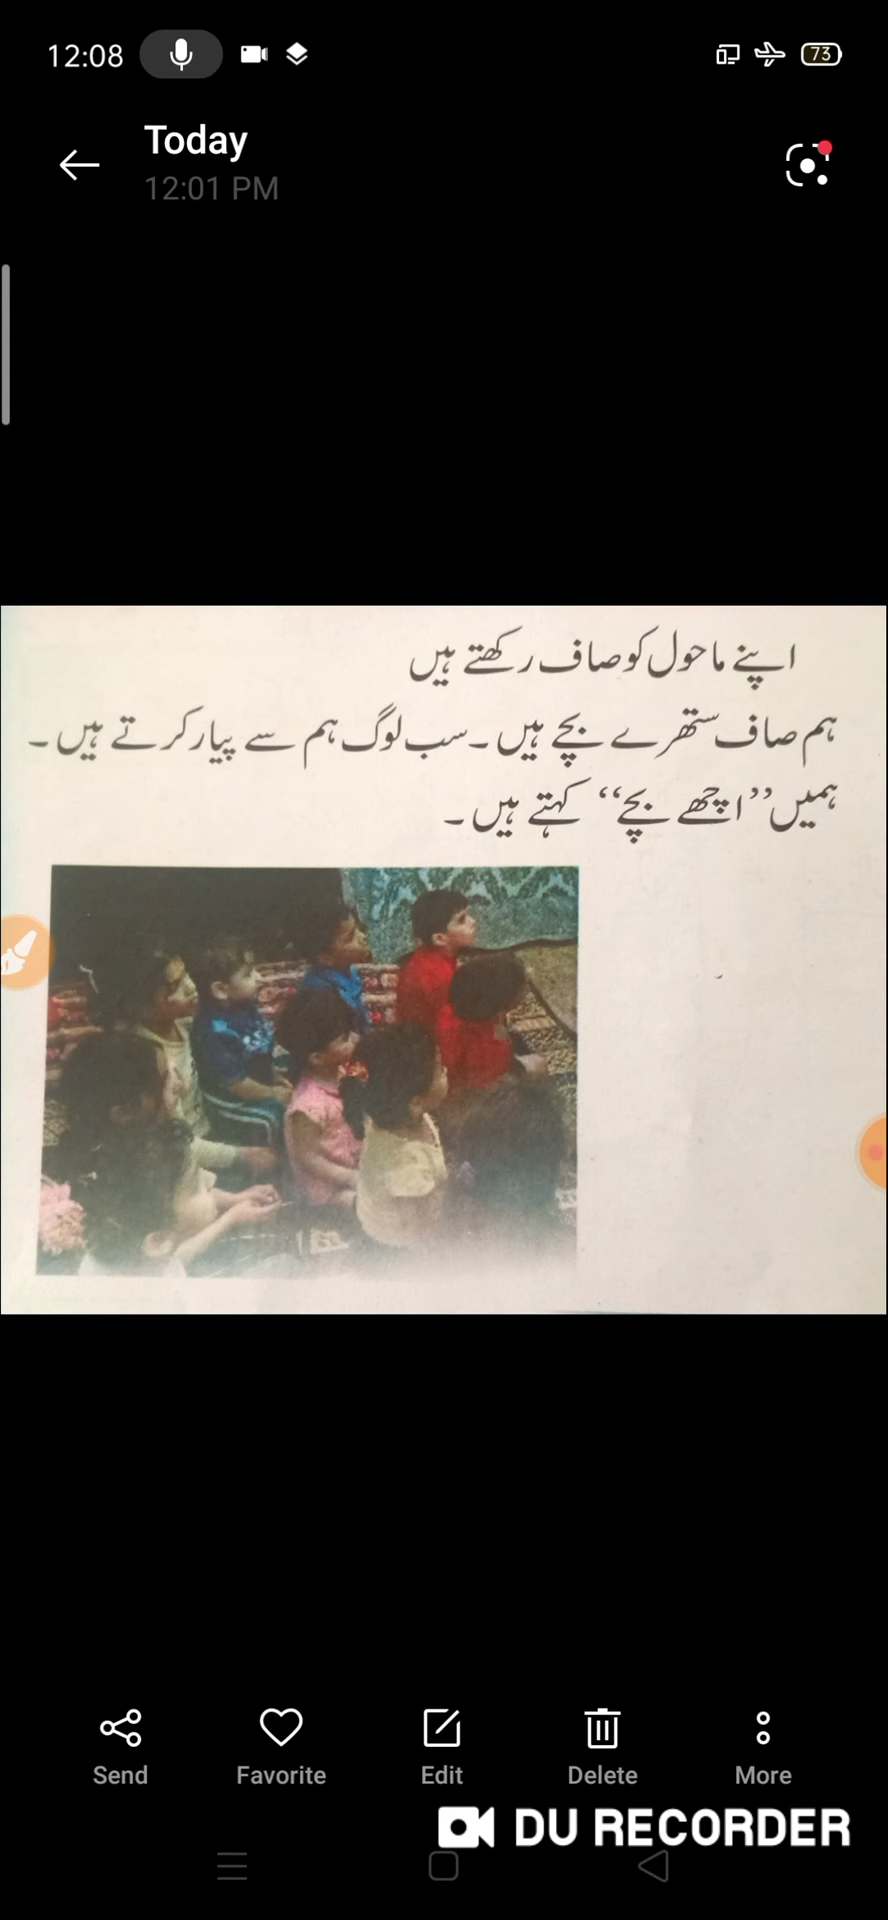 12:08
73
Today
12:01 PM
اپنے ماحول کو صاف رکھتے ہیں
ہم صاف ستھرے بچے ہیں۔ سب لوگ ہم سے پیار کرتے ہیں۔
ہمیں ’’اچھے بچے‘‘ کہتے ہیں۔
Send Favorite Edit Delete More
DU RECORDER